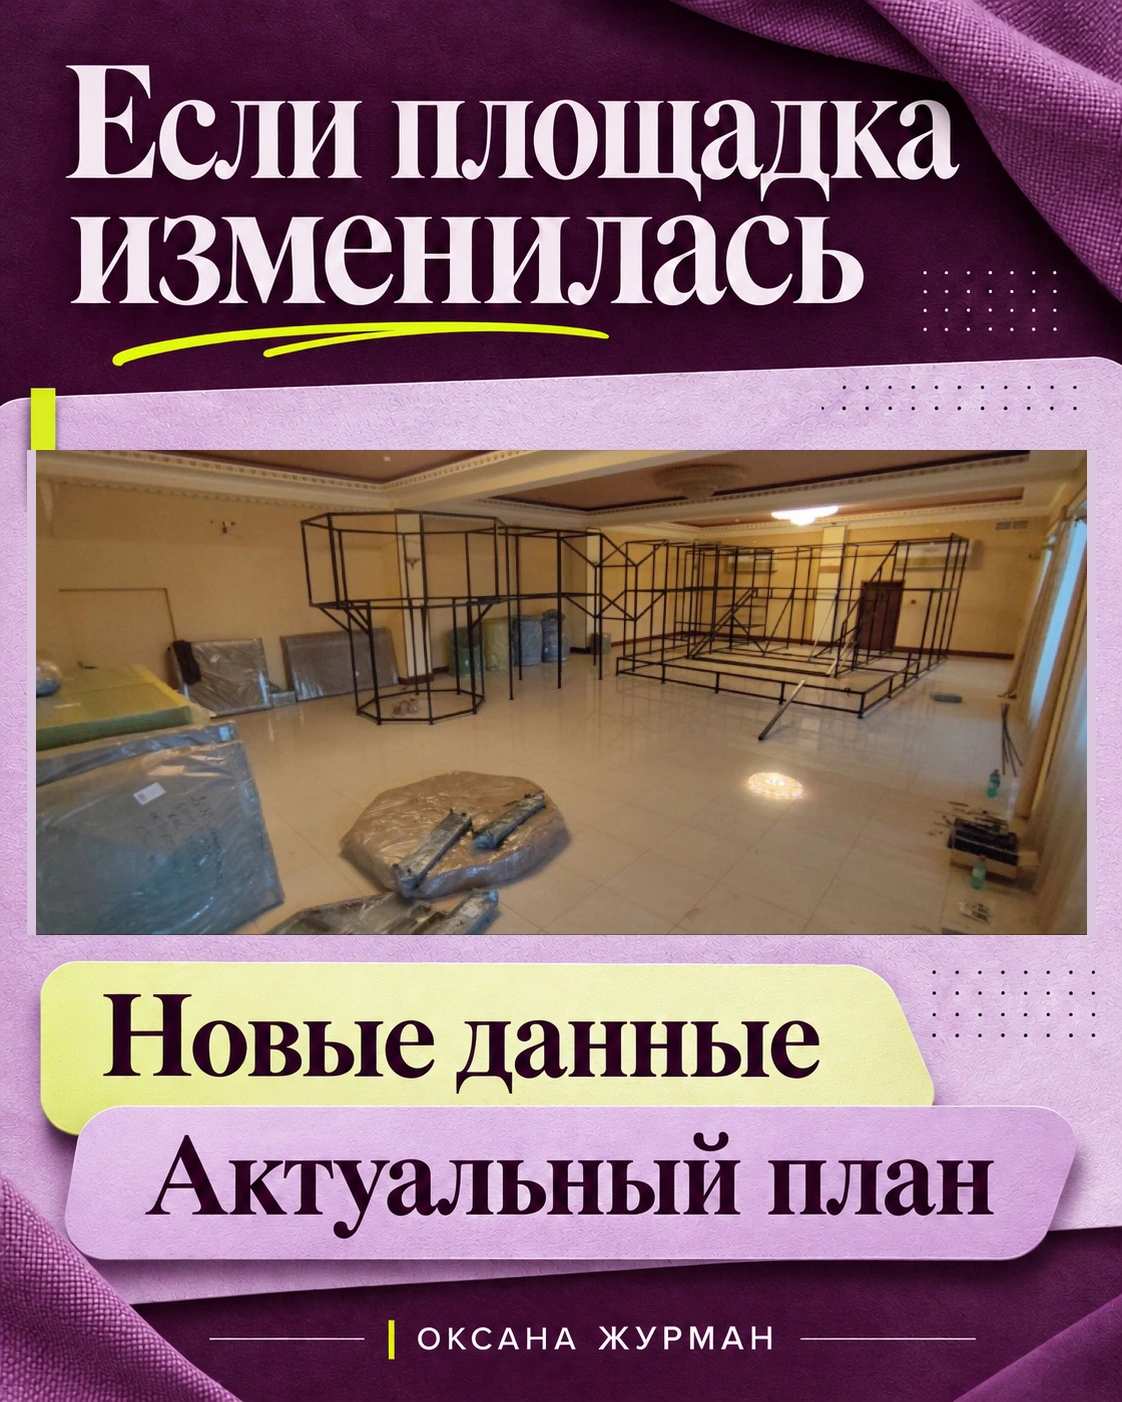 Если площадка
изменилась
Новые данные
Актуальный план
ОКСАНА ЖУРМАН